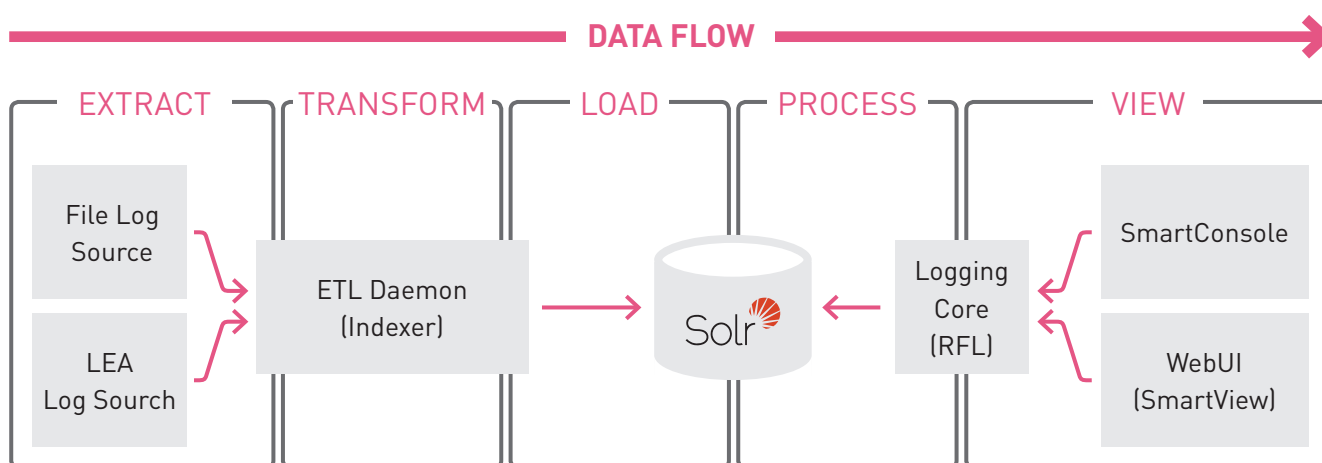 DATA FLOW
EXTRACT
TRANSFORM
LOAD
PROCESS
VIEW
File Log
Source
LEA
Log Sourch
ETL Daemon
(Indexer)
Solr
Logging
Core
(RFL)
SmartConsole
WebUI
(SmartView)